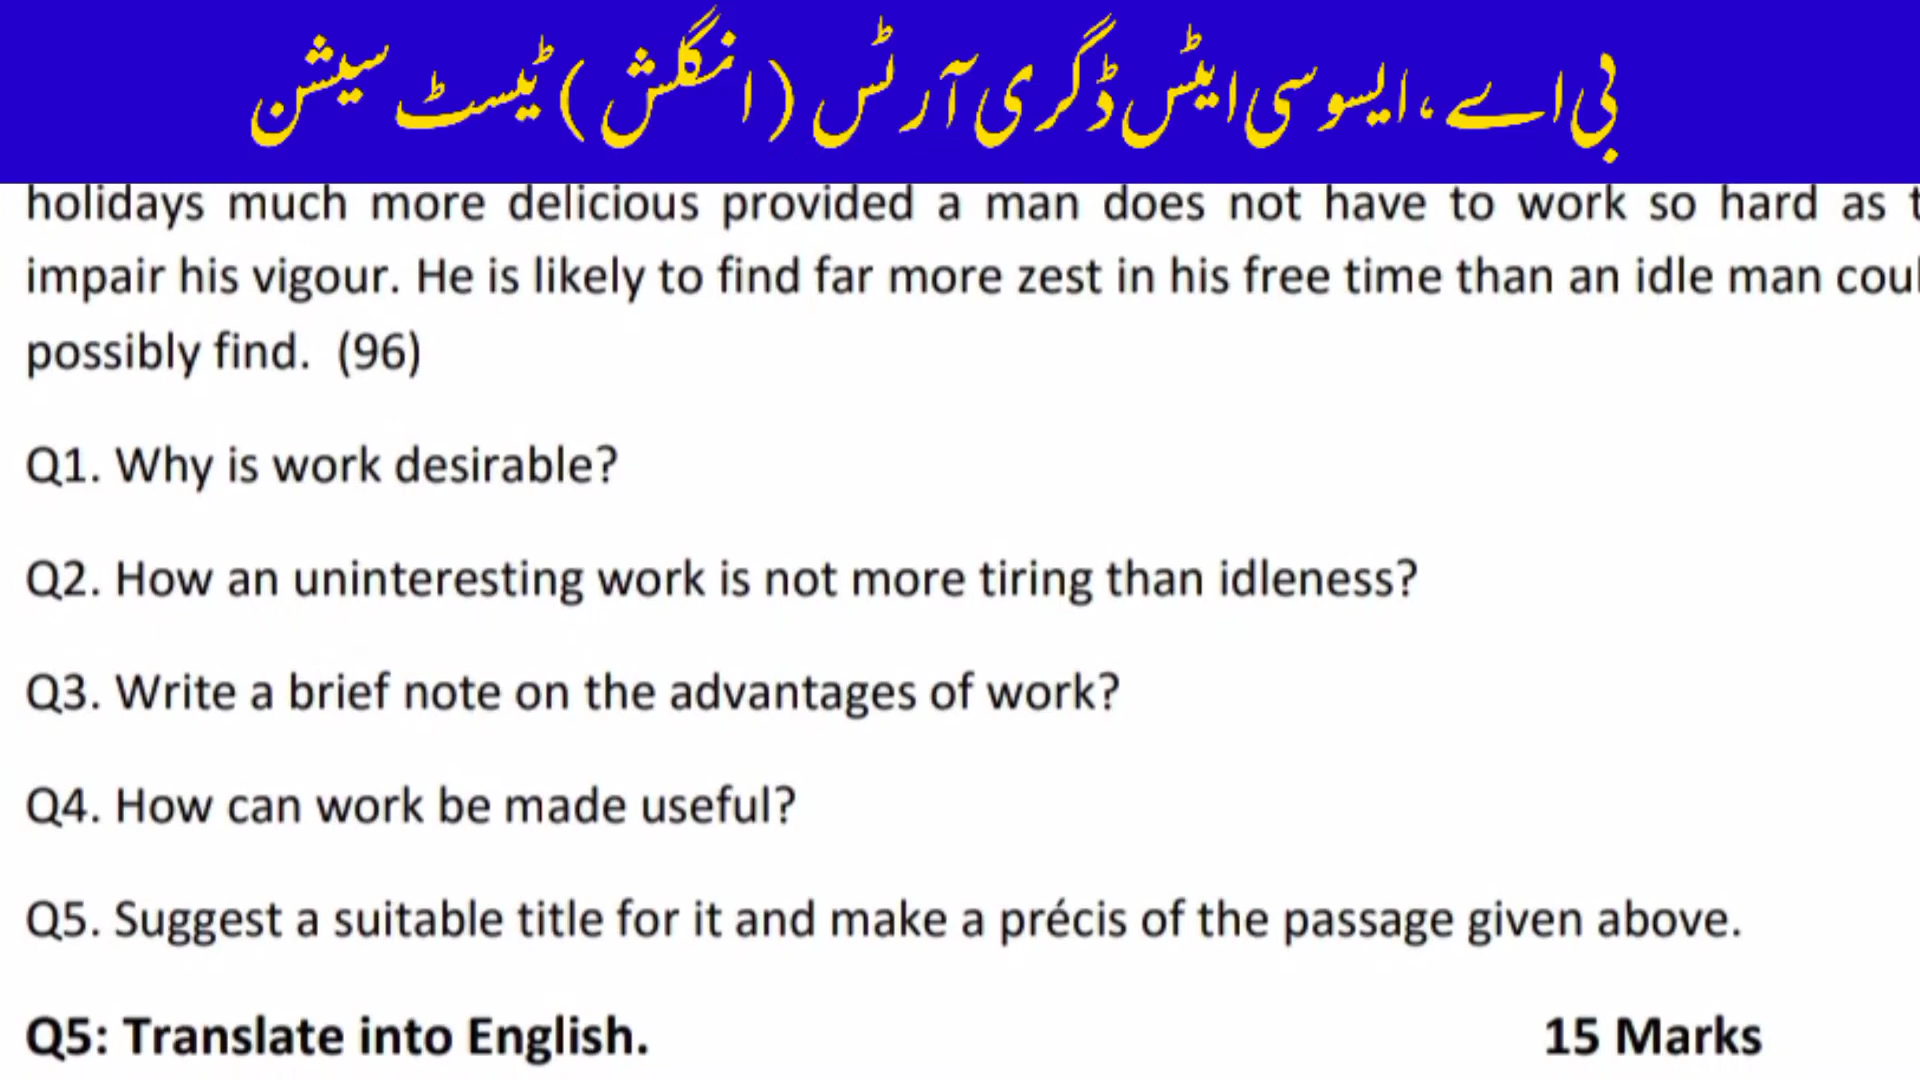 بی اے، ایسوسی ایٹس ڈگری آرٹس (انگلش) ٹیسٹ سیشن
holidays much more delicious provided a man does not have to work so hard as t
impair his vigour. He is likely to find far more zest in his free time than an idle man coul
possibly find. (96)
Q1. Why is work desirable?
Q2. How an uninteresting work is not more tiring than idleness?
Q3. Write a brief note on the advantages of work?
Q4. How can work be made useful?
Q5. Suggest a suitable title for it and make a précis of the passage given above.
Q5: Translate into English. 15 Marks